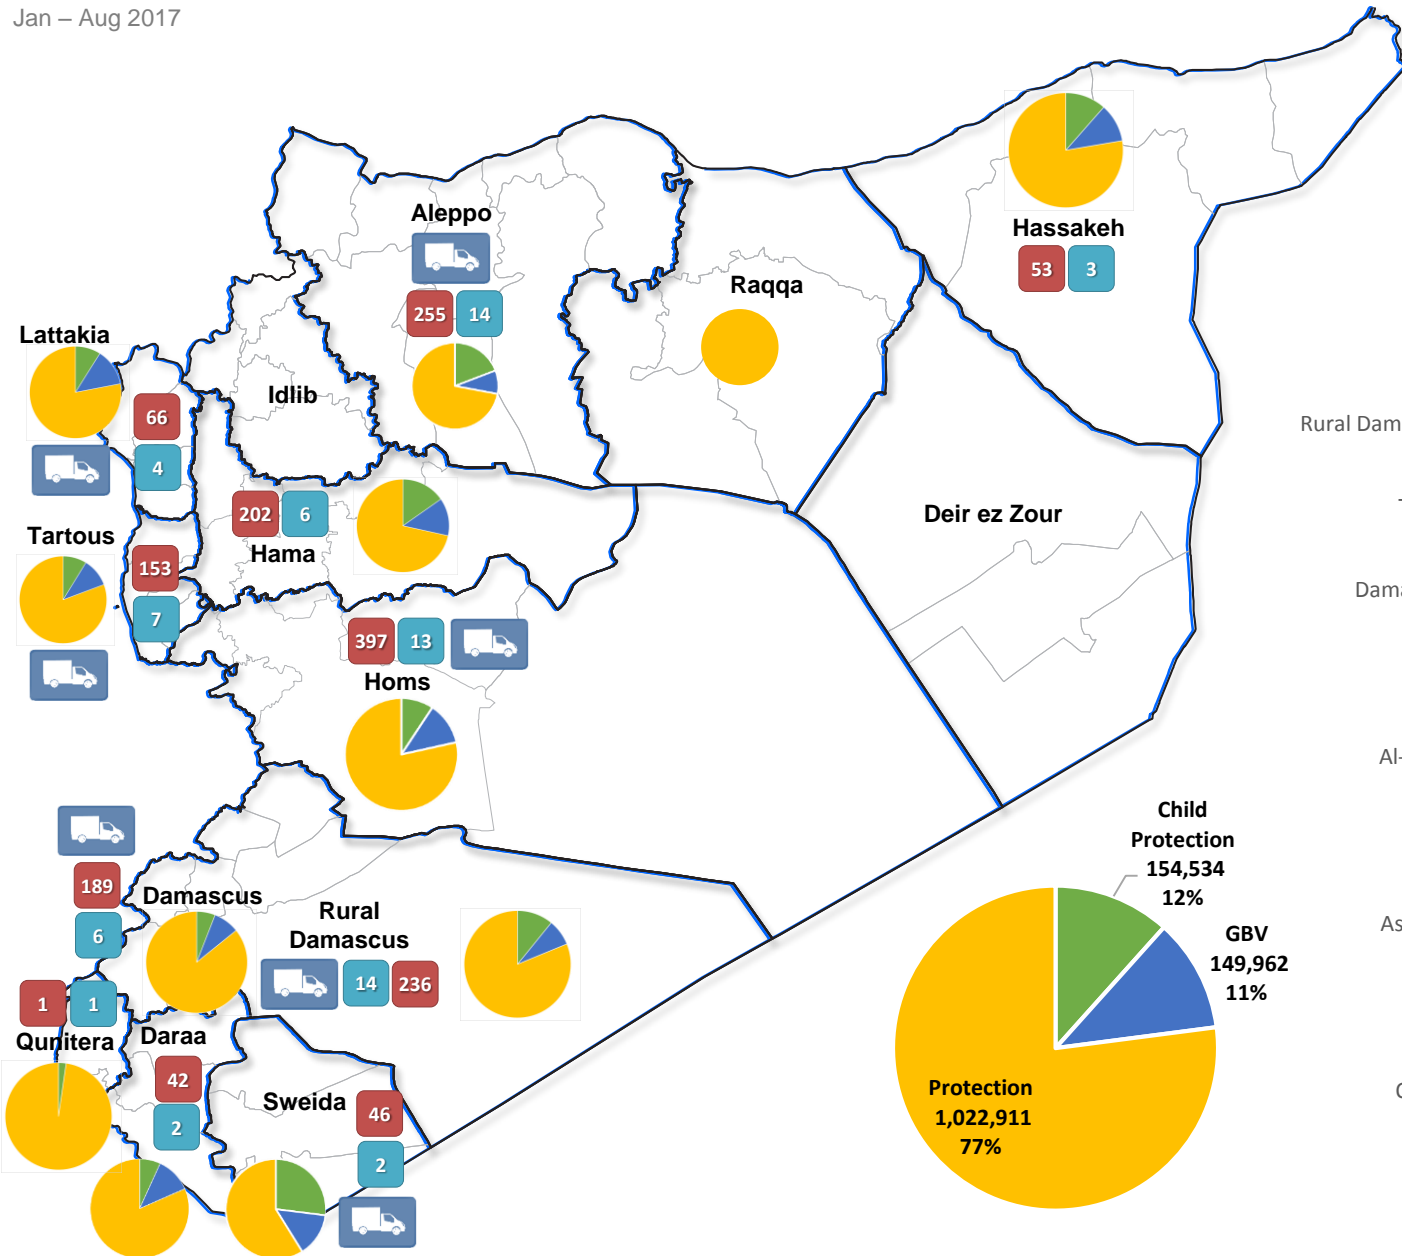 Jan – Aug 2017
Aleppo
255 14
Hassakeh
53 3
Raqqa
Lattakia
66
4
Idlib
Rural Dam
202 6
Hama
Deir ez Zour
Tartous
153
7
Dama
397 13
Homs
Al-
Child
Protection
154,534
12%
GBV
149,962
11%
Protection
1,022,911
77%
As
189
6
Damascus
Rural
Damascus
14 236
1 1
Qunitera
Daraa
42
2
Sweida
46
2